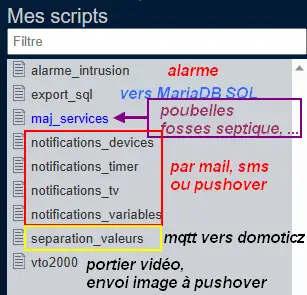 Mes scripts
Filtre
alarme_intrusion alarme
export_sql vers MariaDB SQL
maj_services poubelles
fosses septique, ...
notifications_devices
notifications_timer par mail, sms
notifications_tv ou pushover
notifications_variables
separation_valeurs mqtt vers domoticz
vto2000 portier vidéo,
envoi image à pushover